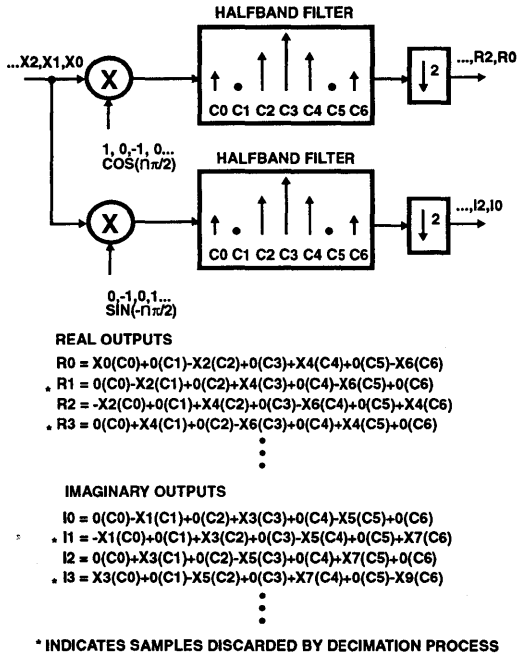 HALFBAND FILTER
...X2,X1,X0
X
C0 C1 C2 C3 C4 C5 C6
2
...,R2,R0
1, 0,-1, 0...
COS(nπ/2)
HALFBAND FILTER
X
C0 C1 C2 C3 C4 C5 C6
2
...,I2,I0
0,-1,0,1...
SIN(-nπ/2)
REAL OUTPUTS
R0 = X0(C0)+0(C1)-X2(C2)+0(C3)+X4(C4)+0(C5)-X6(C6)
* R1 = 0(C0)-X2(C1)+0(C2)+X4(C3)+0(C4)-X6(C5)+0(C6)
R2 = -X2(C0)+0(C1)+X4(C2)+0(C3)-X6(C4)+0(C5)+X4(C6)
* R3 = 0(C0)+X4(C1)+0(C2)-X6(C3)+0(C4)+X4(C5)+0(C6)
IMAGINARY OUTPUTS
I0 = 0(C0)-X1(C1)+0(C2)+X3(C3)+0(C4)-X5(C5)+0(C6)
* I1 = -X1(C0)+0(C1)+X3(C2)+0(C3)-X5(C4)+0(C5)+X7(C6)
I2 = 0(C0)+X3(C1)+0(C2)-X5(C3)+0(C4)+X7(C5)+0(C6)
* I3 = X3(C0)+0(C1)-X5(C2)+0(C3)+X7(C4)+0(C5)-X9(C6)
* INDICATES SAMPLES DISCARDED BY DECIMATION PROCESS